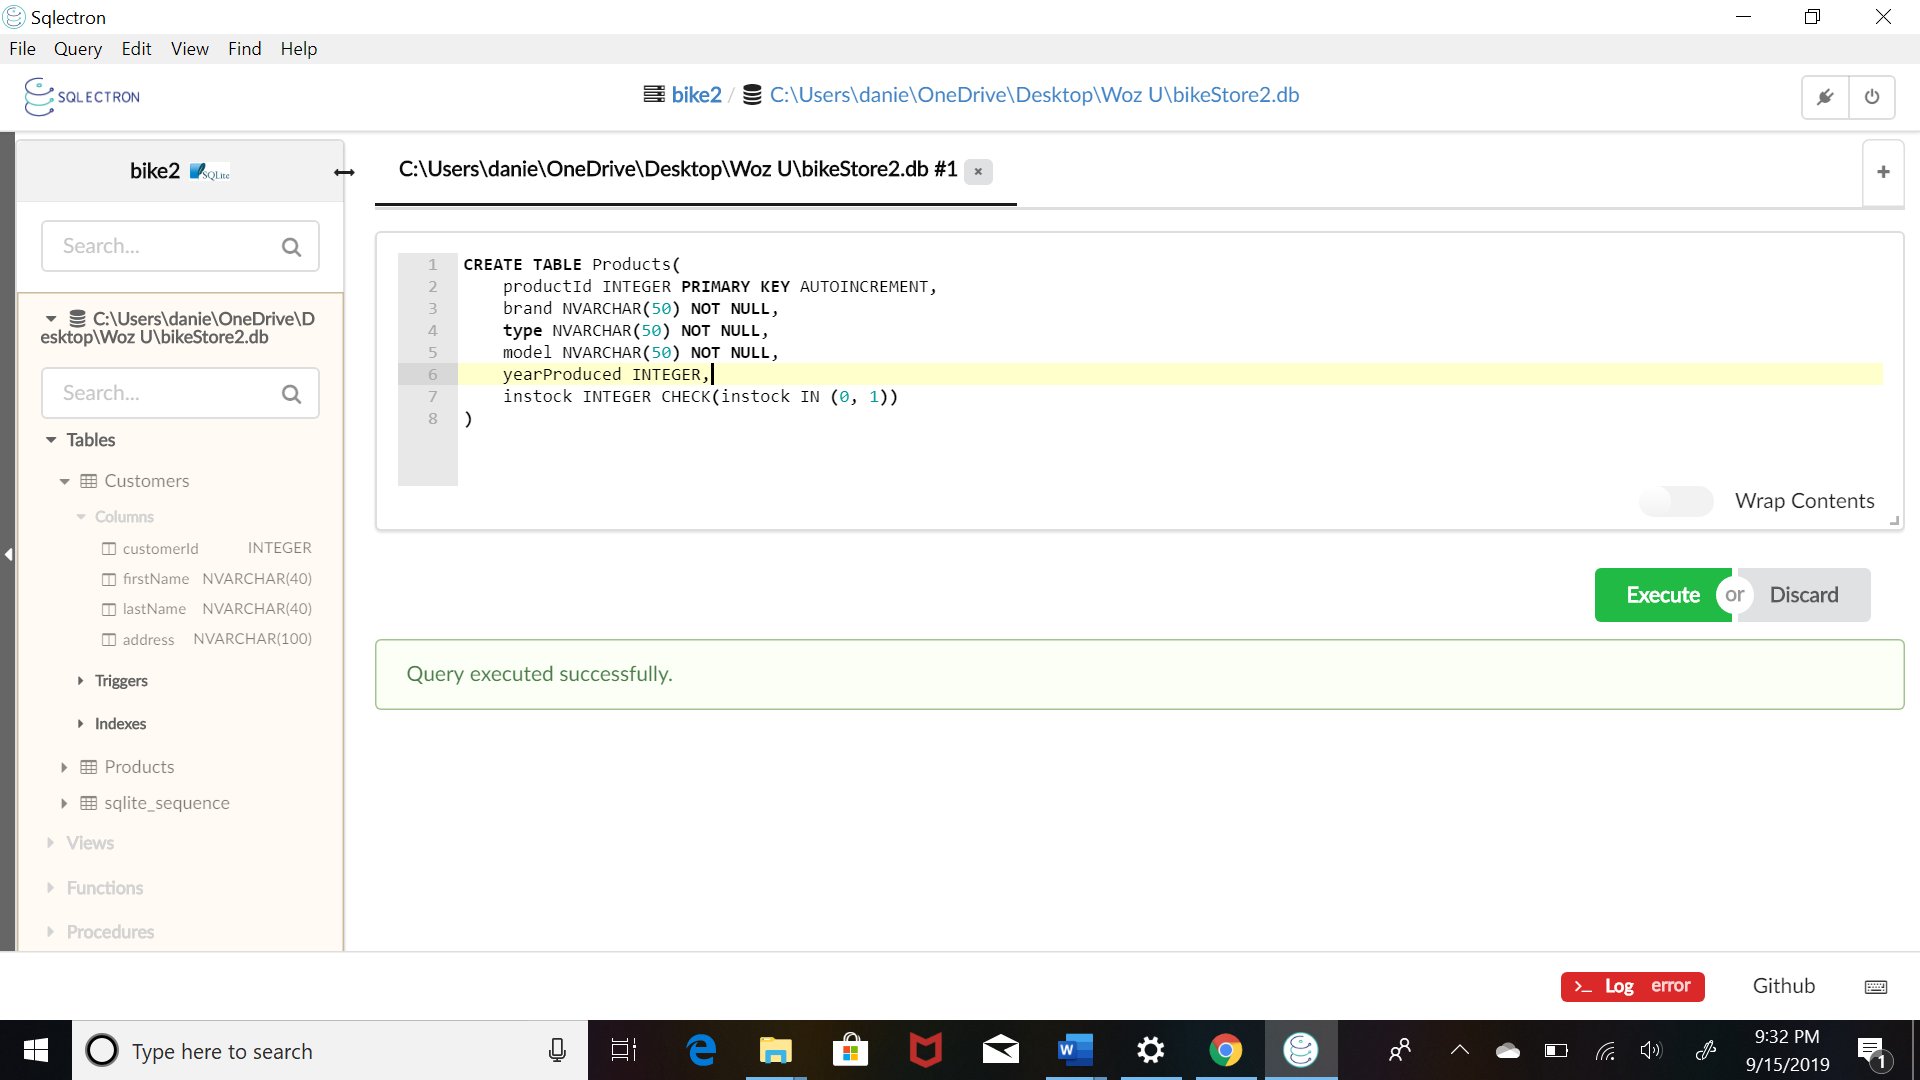 Sqlectron
File Query Edit View Find Help
SQLECTRON
bike2 / C:\Users\danie\OneDrive\Desktop\Woz U\bikeStore2.db
bike2 SQLite
C:\Users\danie\OneDrive\Desktop\Woz U\bikeStore2.db #1
Search...
C:\Users\danie\OneDrive\D
esktop\Woz U\bikeStore2.db
Search...
Tables
Customers
Columns
customerId INTEGER
firstName NVARCHAR(40)
lastName NVARCHAR(40)
address NVARCHAR(100)
Triggers
Indexes
Products
sqlite_sequence
Views
Functions
Procedures
1 CREATE TABLE Products(
2 productId INTEGER PRIMARY KEY AUTOINCREMENT,
3 brand NVARCHAR(50) NOT NULL,
4 type NVARCHAR(50) NOT NULL,
5 model NVARCHAR(50) NOT NULL,
6 yearProduced INTEGER,
7 instock INTEGER CHECK(instock IN (0, 1))
8 )
Wrap Contents
Execute or Discard
Query executed successfully.
>_ Log error Github
Type here to search
W
9:32 PM
9/15/2019
1